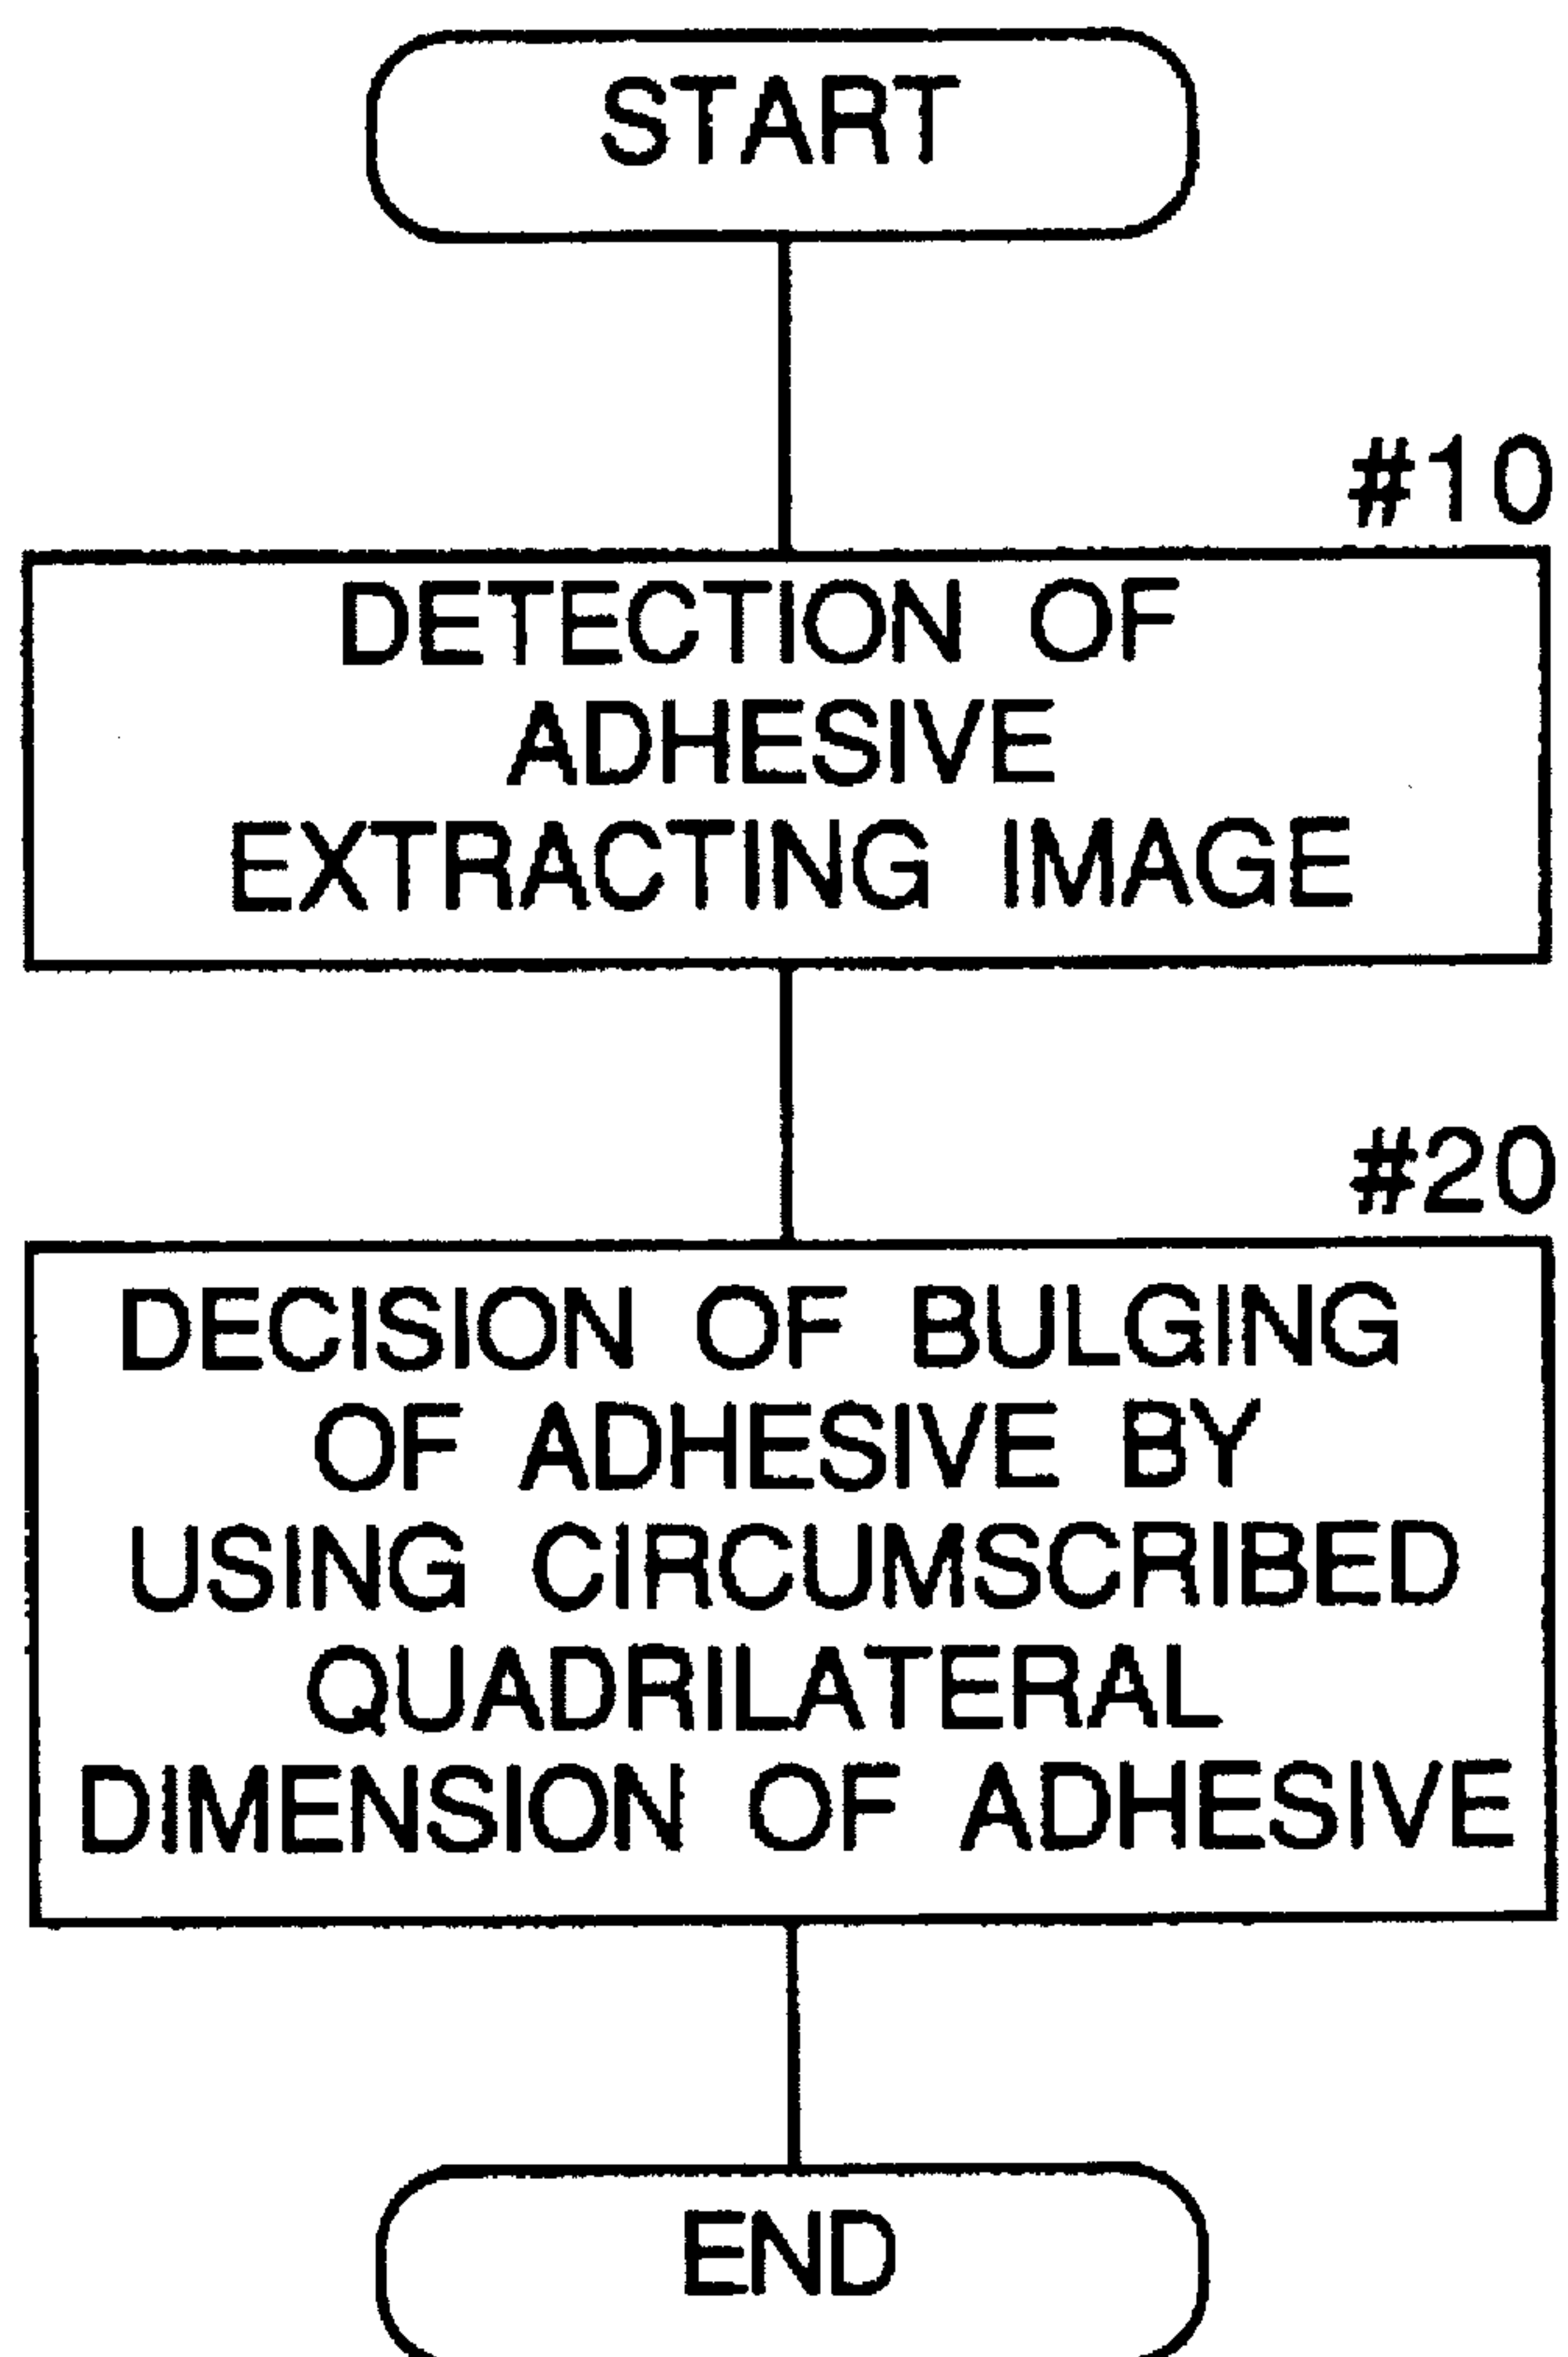 START
#10
DETECTION OF
ADHESIVE
EXTRACTING IMAGE
#20
DECISION OF BULGING
OF ADHESIVE BY
USING CIRCUMSCRIBED
QUADRILATERAL
DIMENSION OF ADHESIVE
END